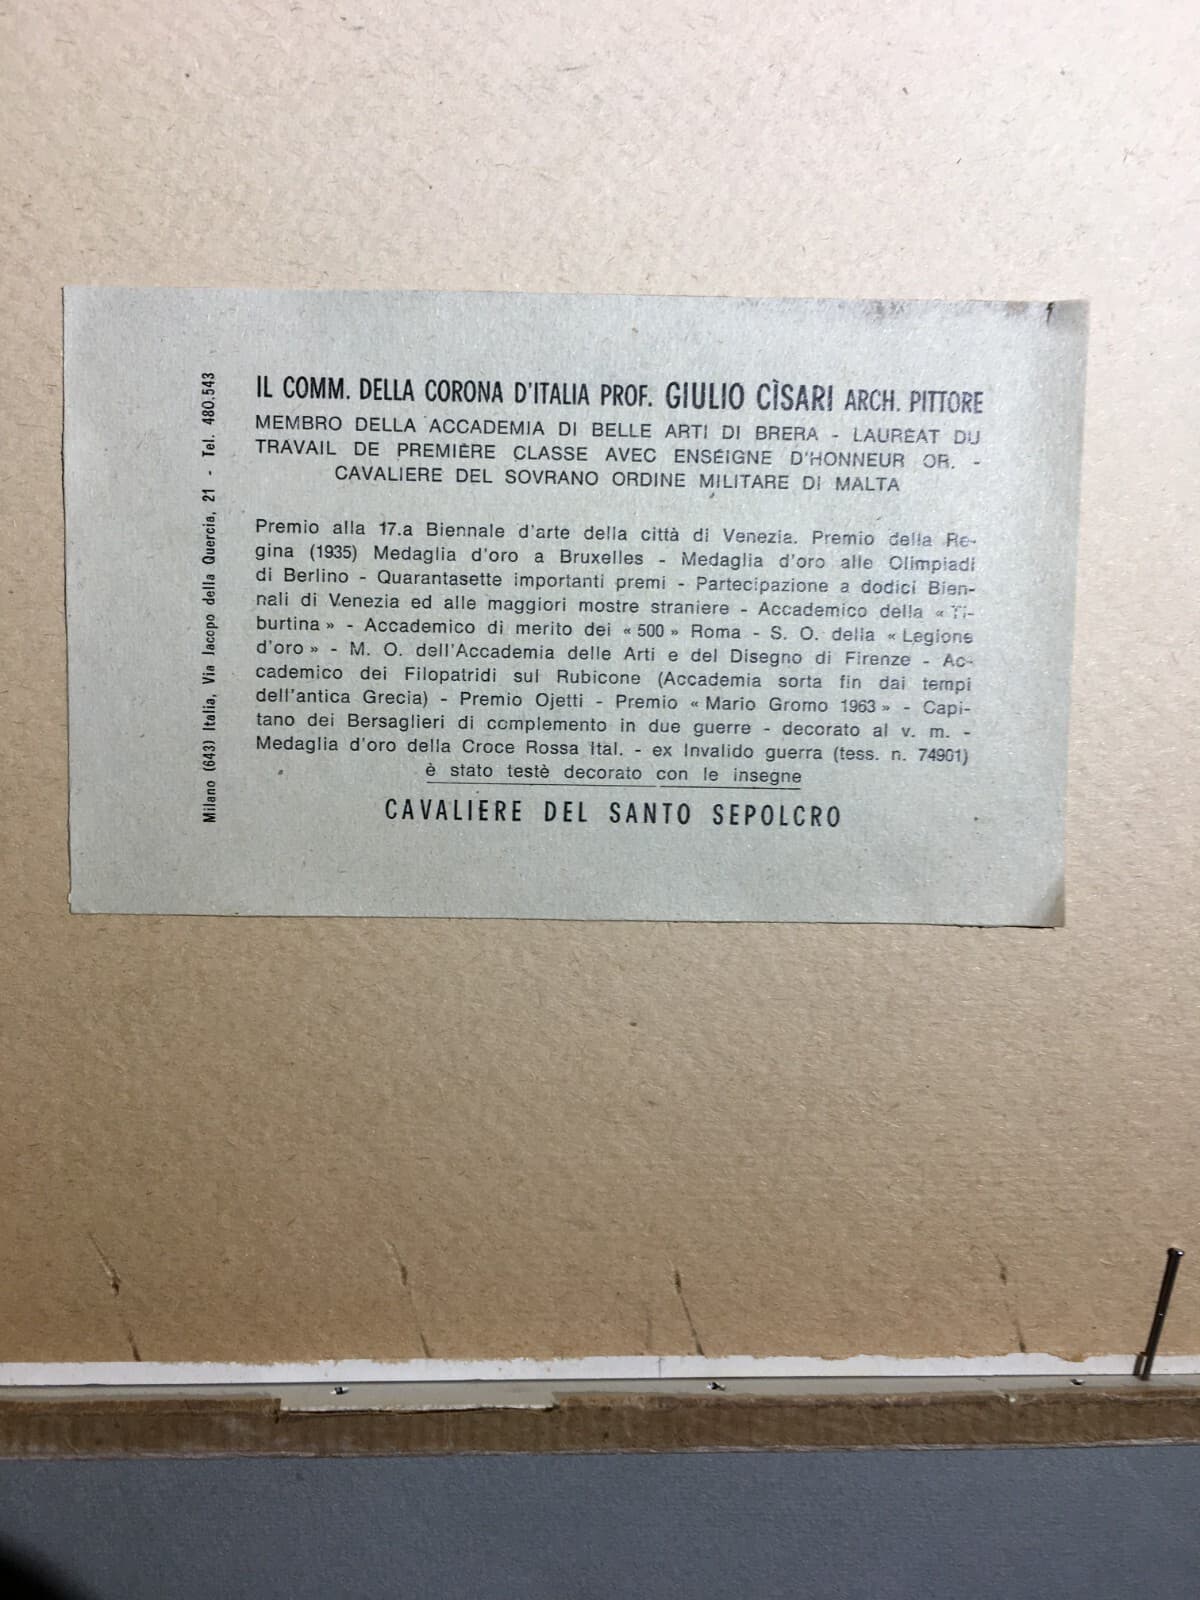 IL COMM. DELLA CORONA D'ITALIA PROF. GIULIO CÌSARI ARCH. PITTORE
MEMBRO DELLA ACCADEMIA DI BELLE ARTI DI BRERA - LAUREAT DU
TRAVAIL DE PREMIÈRE CLASSE AVEC ENSEIGNE D'HONNEUR OR. -
CAVALIERE DEL SOVRANO ORDINE MILITARE DI MALTA
Premio alla 17.a Biennale d'arte della città di Venezia. Premio della Re-
gina (1935) Medaglia d'oro a Bruxelles - Medaglia d'oro alle Olimpiadi
di Berlino - Quarantasette importanti premi - Partecipazione a dodici Bien-
nali di Venezia ed alle maggiori mostre straniere - Accademico della « Ti-
burtina » - Accademico di merito dei « 500 » Roma - S. O. della « Legione
d'oro » - M. O. dell'Accademia delle Arti e del Disegno di Firenze - Ac-
cademico dei Filopatridi sul Rubicone (Accademia sorta fin dai tempi
dell'antica Grecia) - Premio Ojetti - Premio « Mario Gromo 1963 » - Capi-
tano dei Bersaglieri di complemento in due guerre - decorato al v. m. -
Medaglia d'oro della Croce Rossa Ital. - ex Invalido guerra (tess. n. 74901)
è stato testè decorato con le insegne
CAVALIERE DEL SANTO SEPOLCRO
Milano (643) Italia, Via Jacopo della Quercia, 21 - Tel. 480.543